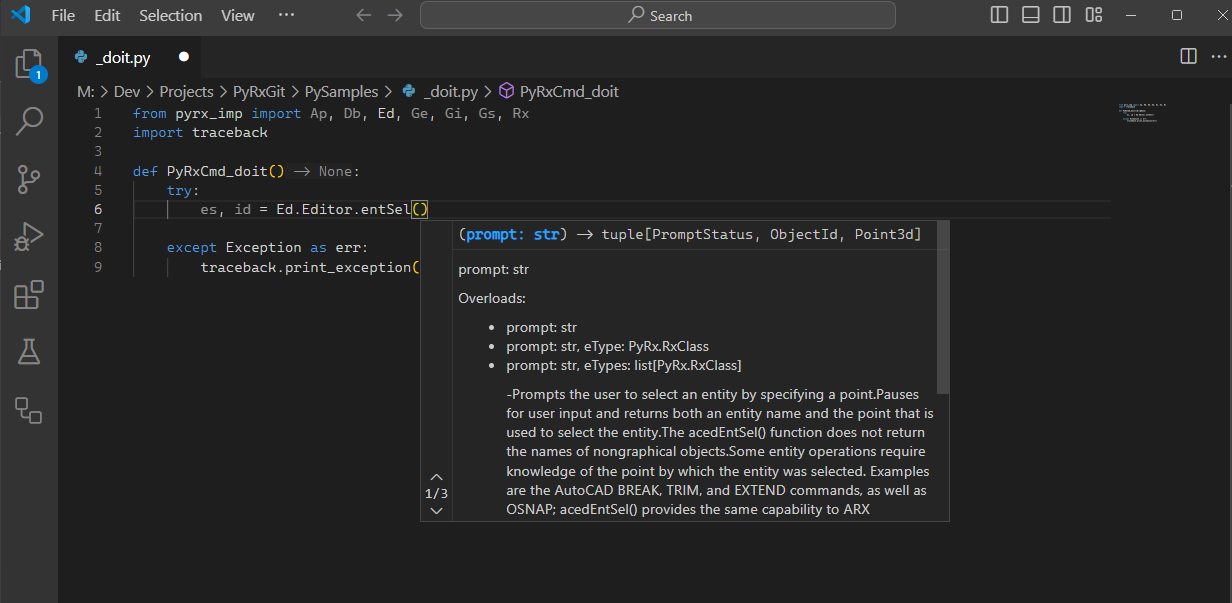 File Edit Selection View ··· Search
_doit.py
1
M: > Dev > Projects > PyRxGit > PySamples > _doit.py > PyRxCmd_doit
1 from pyrx_imp import Ap, Db, Ed, Ge, Gi, Gs, Rx
2 import traceback
3
4 def PyRxCmd_doit() -> None:
5 try:
6 es, id = Ed.Editor.entSel()
7
8 except Exception as err:
9 traceback.print_exception(
(prompt: str) -> tuple[PromptStatus, ObjectId, Point3d]
prompt: str
Overloads:
• prompt: str
• prompt: str, eType: PyRx.RxClass
• prompt: str, eTypes: list[PyRx.RxClass]
-Prompts the user to select an entity by specifying a point.Pauses
for user input and returns both an entity name and the point that is
used to select the entity.The acedEntSel() function does not return
the names of nongraphical objects.Some entity operations require
knowledge of the point by which the entity was selected. Examples
are the AutoCAD BREAK, TRIM, and EXTEND commands, as well as
OSNAP; acedEntSel() provides the same capability to ARX
1/3